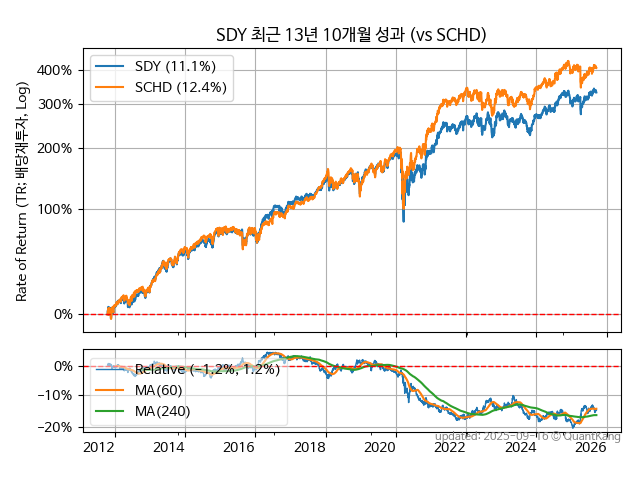 SDY 최근 13년 10개월 성과 (vs SCHD)
Rate of Return (TR: 배당재투자, Log)
400%
300%
200%
100%
0%
SDY (11.1%)
SCHD (12.4%)
0%
−10%
−20%
Relative (−1.2%, 1.2%)
MA(60)
MA(240)
2012 2014 2016 2018 2020 2022 2024 2026
updated: 2025-09-16 © QuantKang